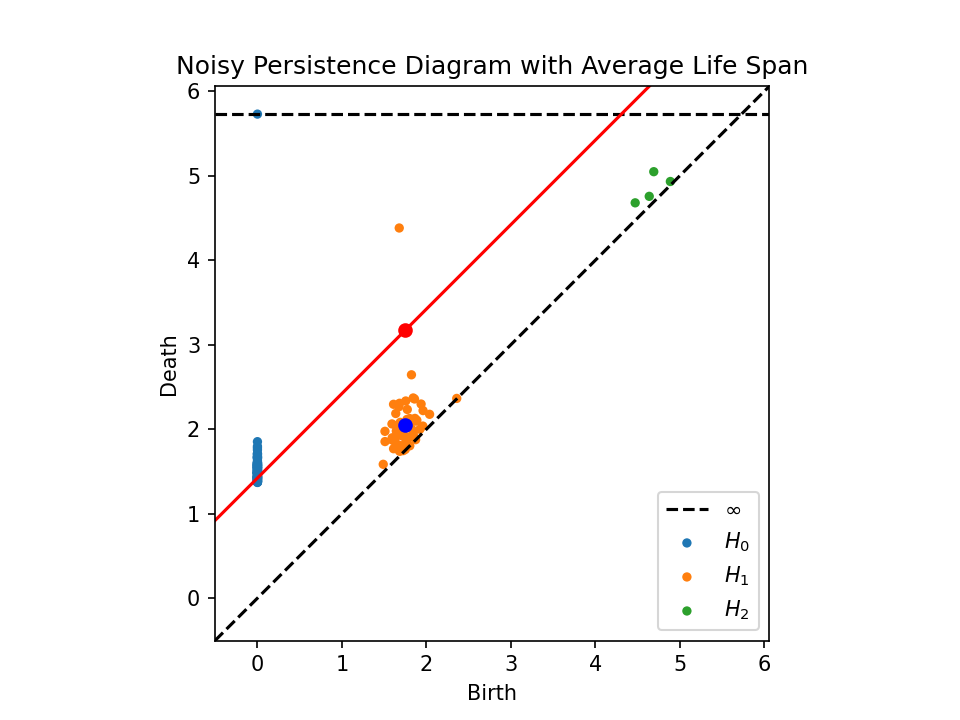 Noisy Persistence Diagram with Average Life Span
6
5
4
3
2
1
0
Death
0 1 2 3 4 5 6
Birth
∞
H₀
H₁
H₂